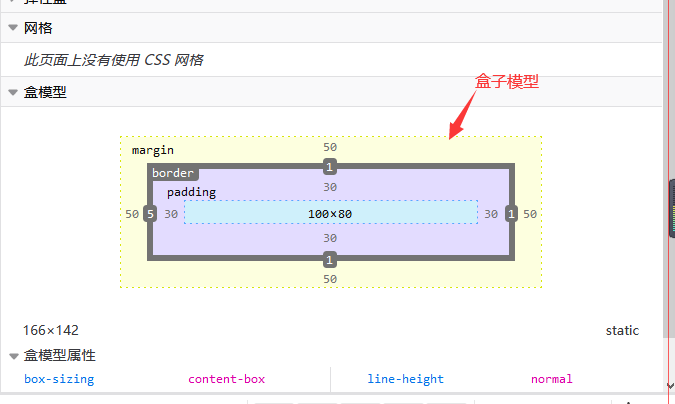 网格
此页面上没有使用 CSS 网格
盒模型
盒子模型
margin
50
border
1
padding
30
50 5 30 100×80 30 1 50
30
1
50
166×142 static
盒模型属性
box-sizing content-box line-height normal